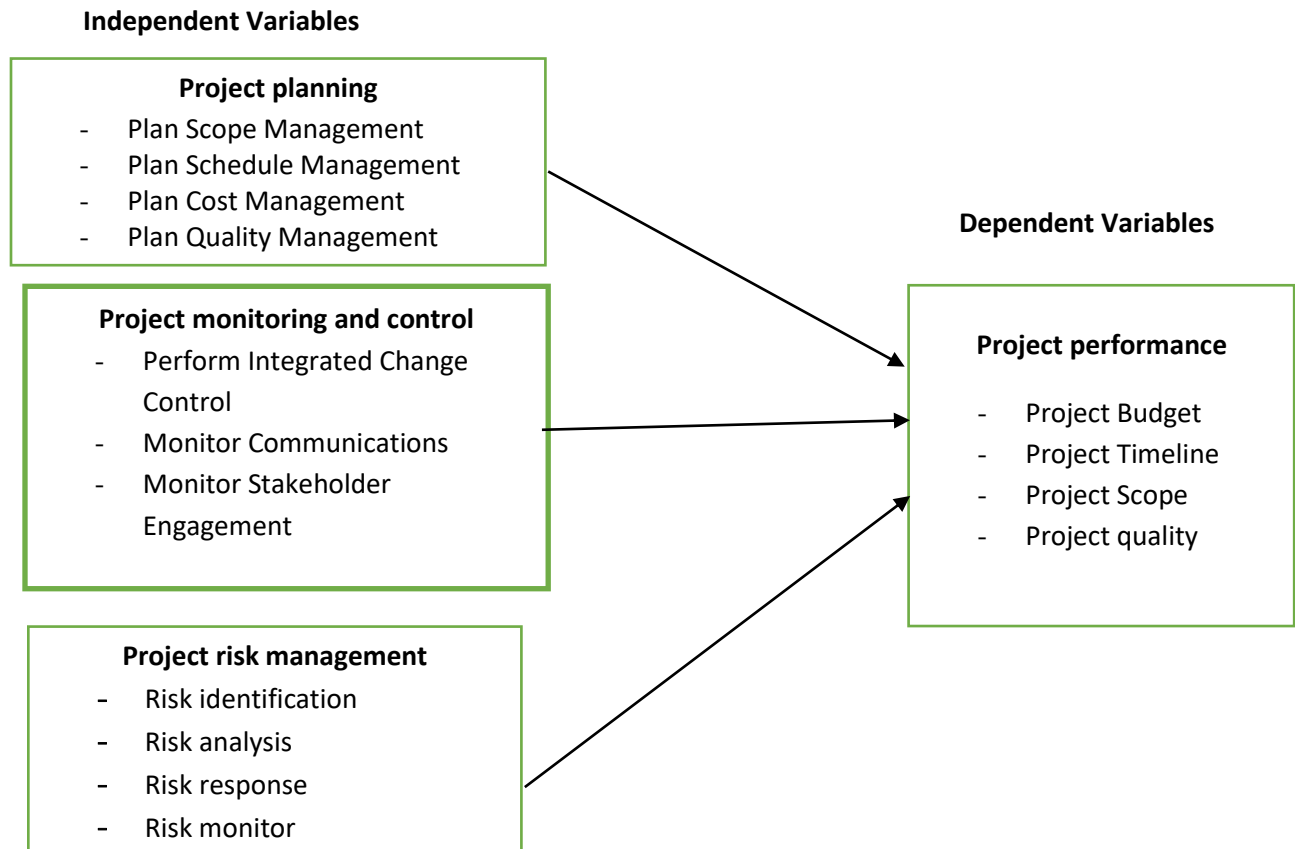 Independent Variables
Project planning
- Plan Scope Management
- Plan Schedule Management
- Plan Cost Management
- Plan Quality Management
Project monitoring and control
- Perform Integrated Change
Control
- Monitor Communications
- Monitor Stakeholder
Engagement
Project risk management
- Risk identification
- Risk analysis
- Risk response
- Risk monitor
Dependent Variables
Project performance
- Project Budget
- Project Timeline
- Project Scope
- Project quality